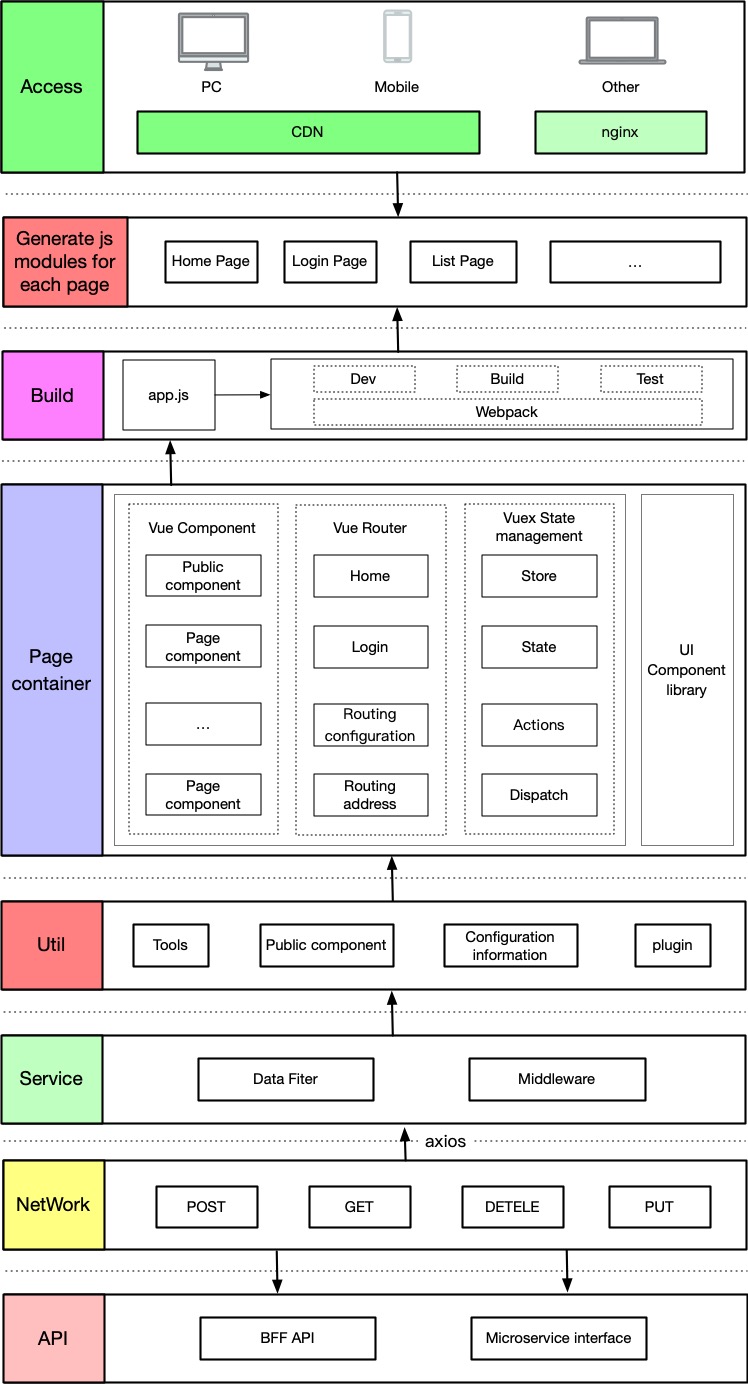 Access
PC
Mobile
Other
CDN
nginx
Generate js
modules for
each page
Home Page
Login Page
List Page
...
Build
app.js
Dev
Build
Test
Webpack
Page
container
Vue Component
Public
component
Page
component
...
Page
component
Vue Router
Home
Login
Routing
configuration
Routing
address
Vuex State
management
Store
State
Actions
Dispatch
UI
Component
library
Util
Tools
Public component
Configuration
information
plugin
Service
Data Fiter
Middleware
axios
NetWork
POST
GET
DETELE
PUT
API
BFF API
Microservice interface